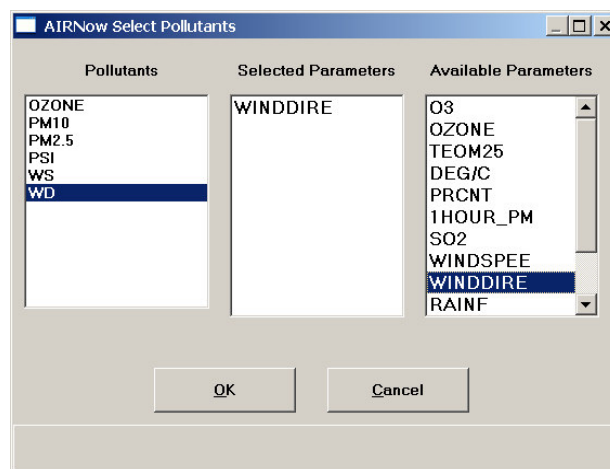 AIRNow Select Pollutants
Pollutants
Selected Parameters
Available Parameters
OZONE
PM10
PM2.5
PSI
WS
WD
WINDDIRE
O3
OZONE
TEOM25
DEG/C
PRCNT
1HOUR_PM
SO2
WINDSPEE
WINDDIRE
RAINF
OK
Cancel